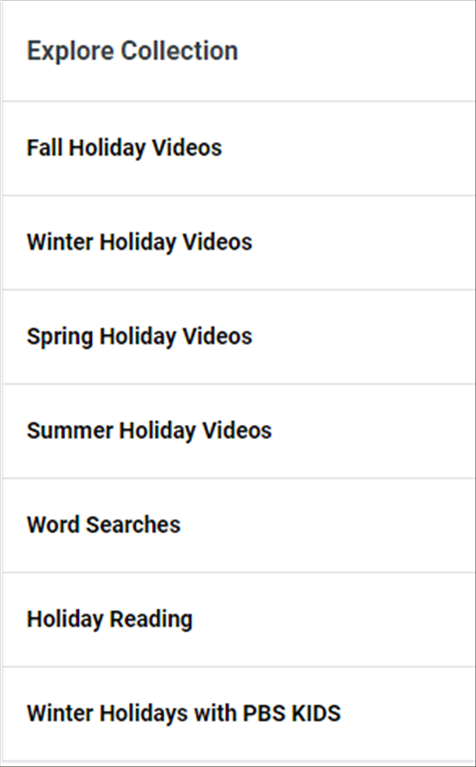 Explore Collection
Fall Holiday Videos
Winter Holiday Videos
Spring Holiday Videos
Summer Holiday Videos
Word Searches
Holiday Reading
Winter Holidays with PBS KIDS